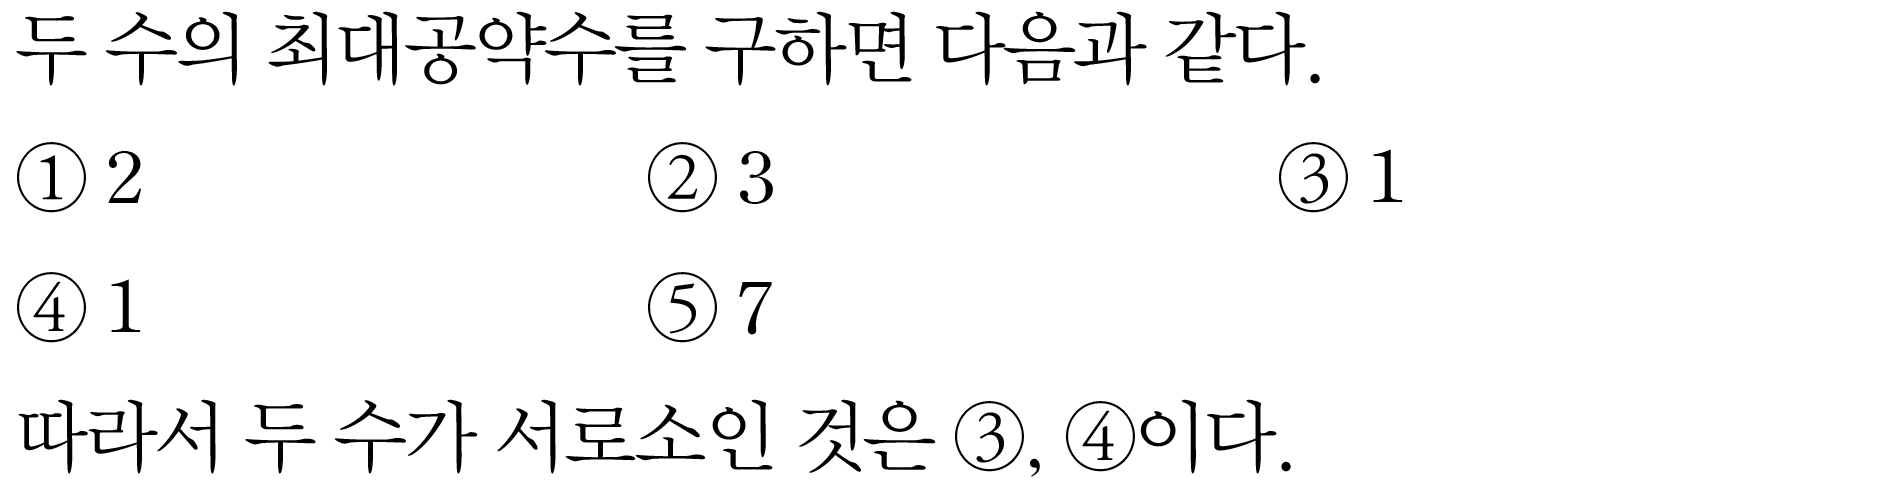 두 수의 최대공약수를 구하면 다음과 같다.
① 2 ② 3 ③ 1
④ 1 ⑤ 7
따라서 두 수가 서로소인 것은 ③, ④이다.